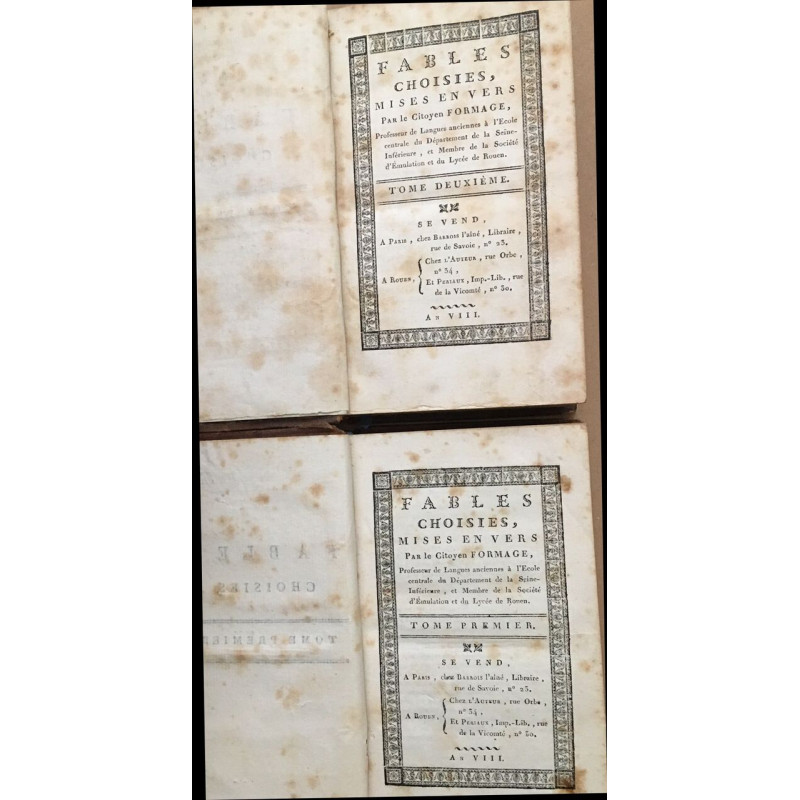 FABLES
CHOISIES,
MISES EN VERS
PAR le Citoyen FORMAGE,
Professeur de Langues anciennes à l'Ecole
centrale du Département de la Seine-
Inférieure, et Membre de la Société
d'Émulation et du Lycée de Rouen.
TOME DEUXIÈME.
SE VEND,
A PARIS, chez BARROIS l'aîné, Libraire,
rue de Savoie, n° 23.
A ROUEN,
Chez L'AUTEUR, rue Orbe,
n° 34,
Et PERIAUX, Imp.-Lib., rue
de la Vicomté, n° 30.
AN VIII.
FABLES
CHOISIES,
MISES EN VERS
PAR le Citoyen FORMAGE,
Professeur de Langues anciennes à l'Ecole
centrale du Département de la Seine-
Inférieure, et Membre de la Société
d'Émulation et du Lycée de Rouen.
TOME PREMIER.
SE VEND,
A PARIS, chez BARROIS l'aîné, Libraire,
rue de Savoie, n° 23.
A ROUEN,
Chez L'AUTEUR, rue Orbe,
n° 34,
Et PERIAUX, Imp.-Lib., rue
de la Vicomté, n° 30.
AN VIII.
FABLE
CHOISIE
TOME PREMIER